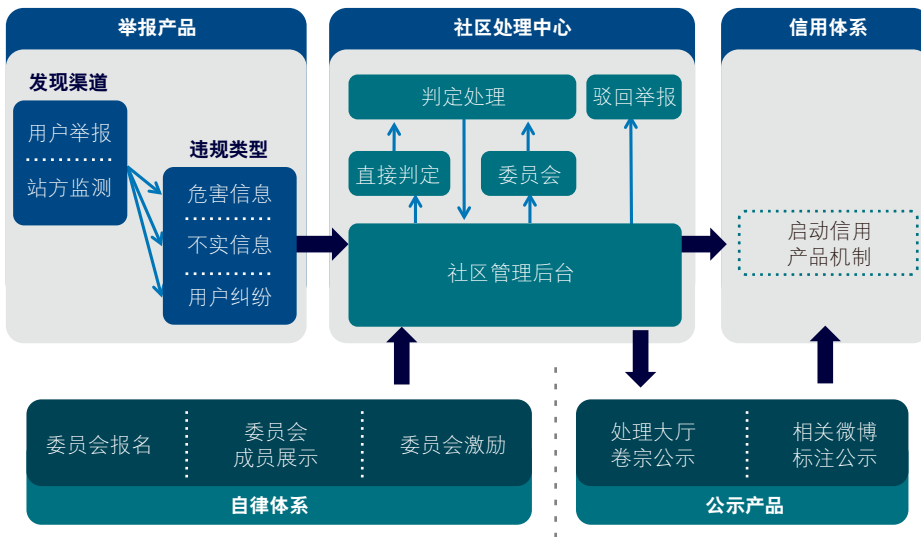 举报产品
发现渠道
用户举报
站方监测
违规类型
危害信息
不实信息
用户纠纷
社区处理中心
判定处理
驳回举报
直接判定
委员会
社区管理后台
信用体系
启动信用
产品机制
委员会报名
委员会
成员展示
委员会激励
自律体系
处理大厅
卷宗公示
相关微博
标注公示
公示产品